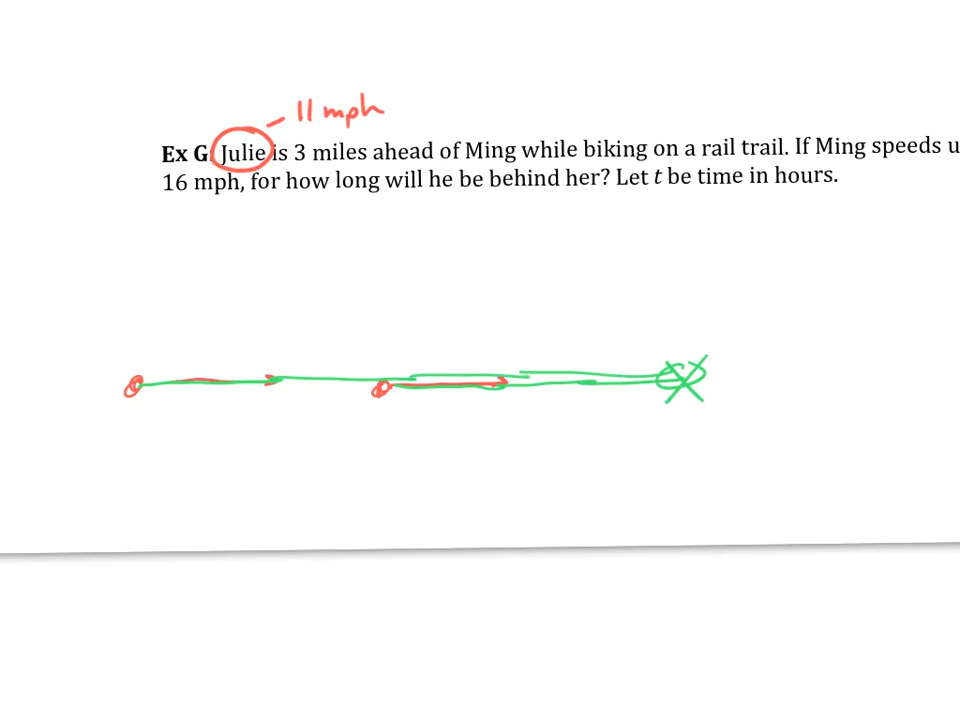 11 mph
Ex G. Julie is 3 miles ahead of Ming while biking on a rail trail. If Ming speeds u
16 mph, for how long will he be behind her? Let t be time in hours.